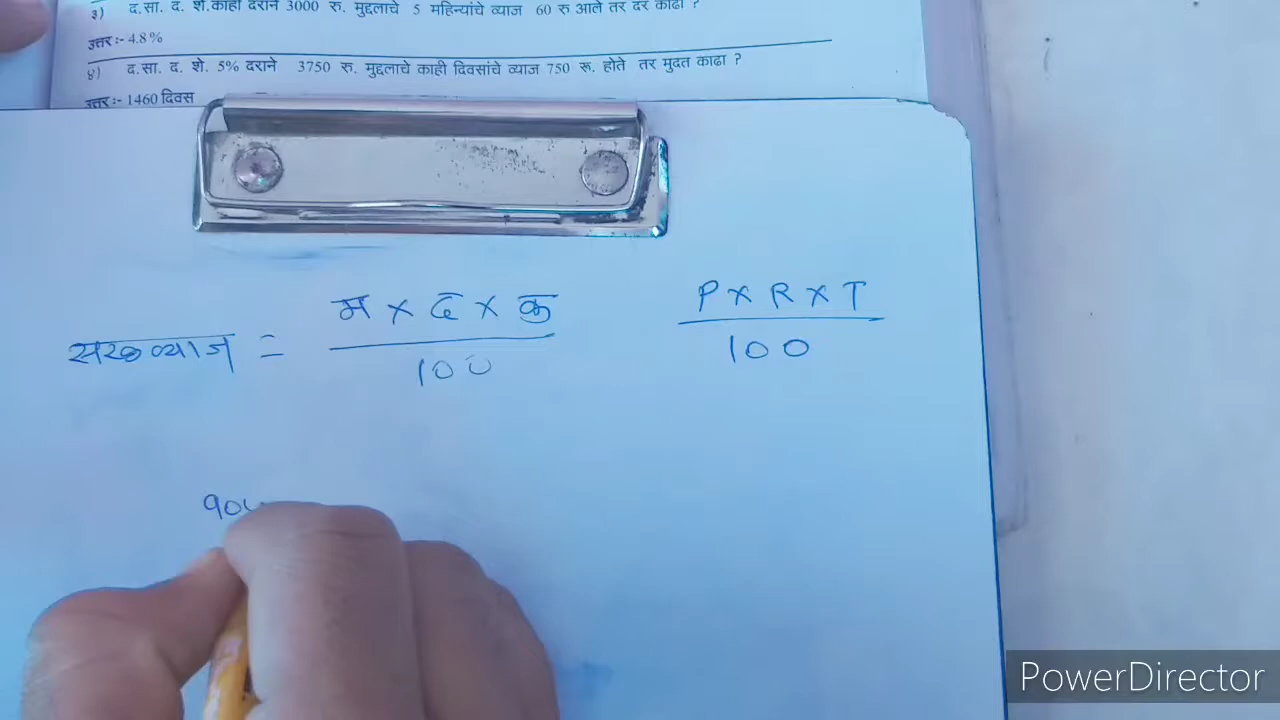 ३) द.सा. द. शे.काही दराने 3000 रु. मुद्दलाचे 5 महिन्यांचे व्याज 60 रु आले तर दर काढा ?
उत्तर :- 4.8%
४) द.सा. द. शे. 5% दराने 3750 रू. मुद्दलाचे काही दिवसांचे व्याज 750 रू. होते तर मुदत काढा ?
उत्तर :- 1460 दिवस
म × द × क
P × R × T
सरळव्याज =
100
100
PowerDirector